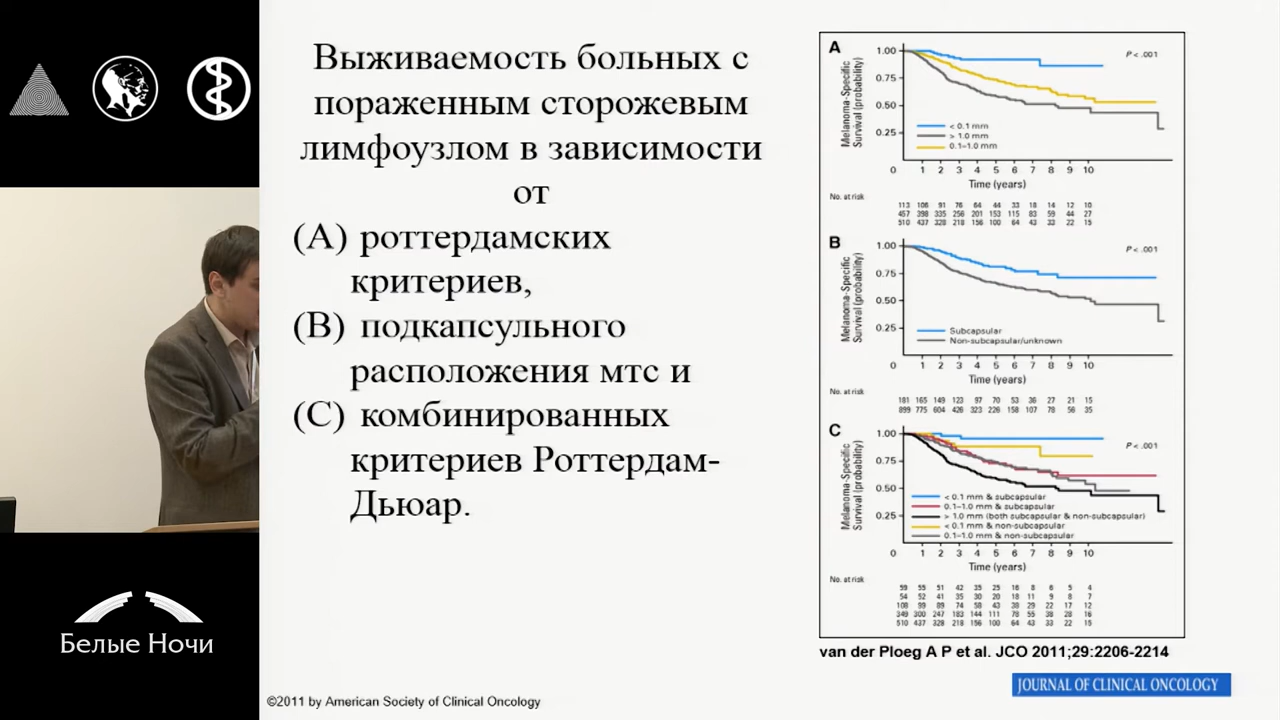 Выживаемость больных с
пораженным сторожевым
лимфоузлом в зависимости
от
(А) роттердамских
критериев,
(В) подкапсульного
расположения мтс и
(С) комбинированных
критериев Роттердам-
Дьюар.
Белые Ночи
©2011 by American Society of Clinical Oncology
A
Melanoma-Specific
Survival (probability)
1.00
0.75
0.50
0.25
P < .001
< 0.1 mm
> 1.0 mm
0.1–1.0 mm
0 1 2 3 4 5 6 7 8 9 10
Time (years)
No. at risk
113 106 91 76 64 44 33 18 14 12 10
457 398 335 256 201 153 115 83 59 44 27
510 437 328 218 156 100 64 43 33 22 15
B
Melanoma-Specific
Survival (probability)
1.00
0.75
0.50
0.25
P < .001
Subcapsular
Non-subcapsular/unknown
0 1 2 3 4 5 6 7 8 9 10
Time (years)
No. at risk
181 165 149 123 97 70 53 36 27 21 15
899 775 604 426 323 226 158 107 78 56 35
C
Melanoma-Specific
Survival (probability)
1.00
0.75
0.50
0.25
P < .001
< 0.1 mm & subcapsular
0.1–1.0 mm & subcapsular
> 1.0 mm (both subcapsular & non-subcapsular)
< 0.1 mm & non-subcapsular
0.1–1.0 mm & non-subcapsular
0 1 2 3 4 5 6 7 8 9 10
Time (years)
No. at risk
59 55 51 42 35 25 16 8 6 5 4
54 52 41 35 30 20 18 11 9 8 7
108 99 89 74 58 43 38 29 22 17 12
349 300 247 183 144 111 78 55 38 28 16
510 437 328 218 156 100 64 43 33 22 15
van der Ploeg A P et al. JCO 2011;29:2206-2214
JOURNAL OF CLINICAL ONCOLOGY